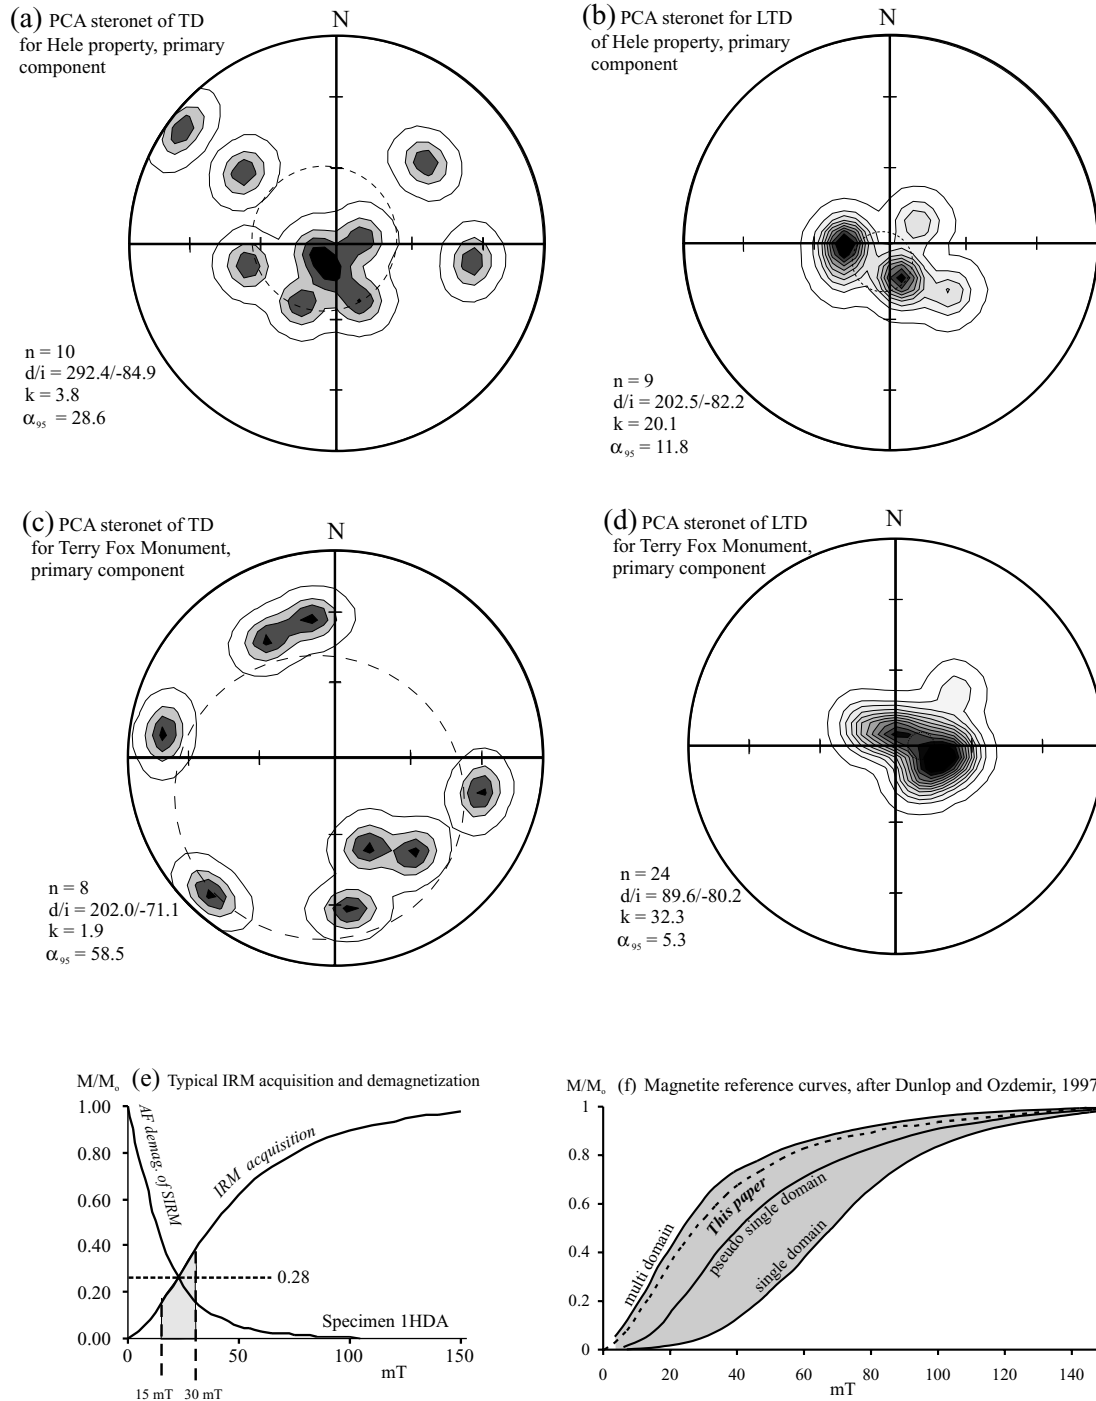 (a) PCA steronet of TD
for Hele property, primary
component
N
n = 10
d/i = 292.4/-84.9
k = 3.8
α95 = 28.6
(b) PCA steronet for LTD
of Hele property, primary
component
N
n = 9
d/i = 202.5/-82.2
k = 20.1
α95 = 11.8
(c) PCA steronet of TD
for Terry Fox Monument,
primary component
N
n = 8
d/i = 202.0/-71.1
k = 1.9
α95 = 58.5
(d) PCA steronet of LTD
for Terry Fox Monument,
primary component
N
n = 24
d/i = 89.6/-80.2
k = 32.3
α95 = 5.3
M/Mo (e) Typical IRM acquisition and demagnetization
1.00
0.80
0.60
0.40
0.20
0.00
AF demag. of SIRM
IRM acquisition
0.28
Specimen 1HDA
0 50 100 150
mT
15 mT 30 mT
M/Mo (f) Magnetite reference curves, after Dunlop and Ozdemir, 1997
1
0.8
0.6
0.4
0.2
0
multi domain
This paper
pseudo single domain
single domain
0 20 40 60 80 100 120 140
mT